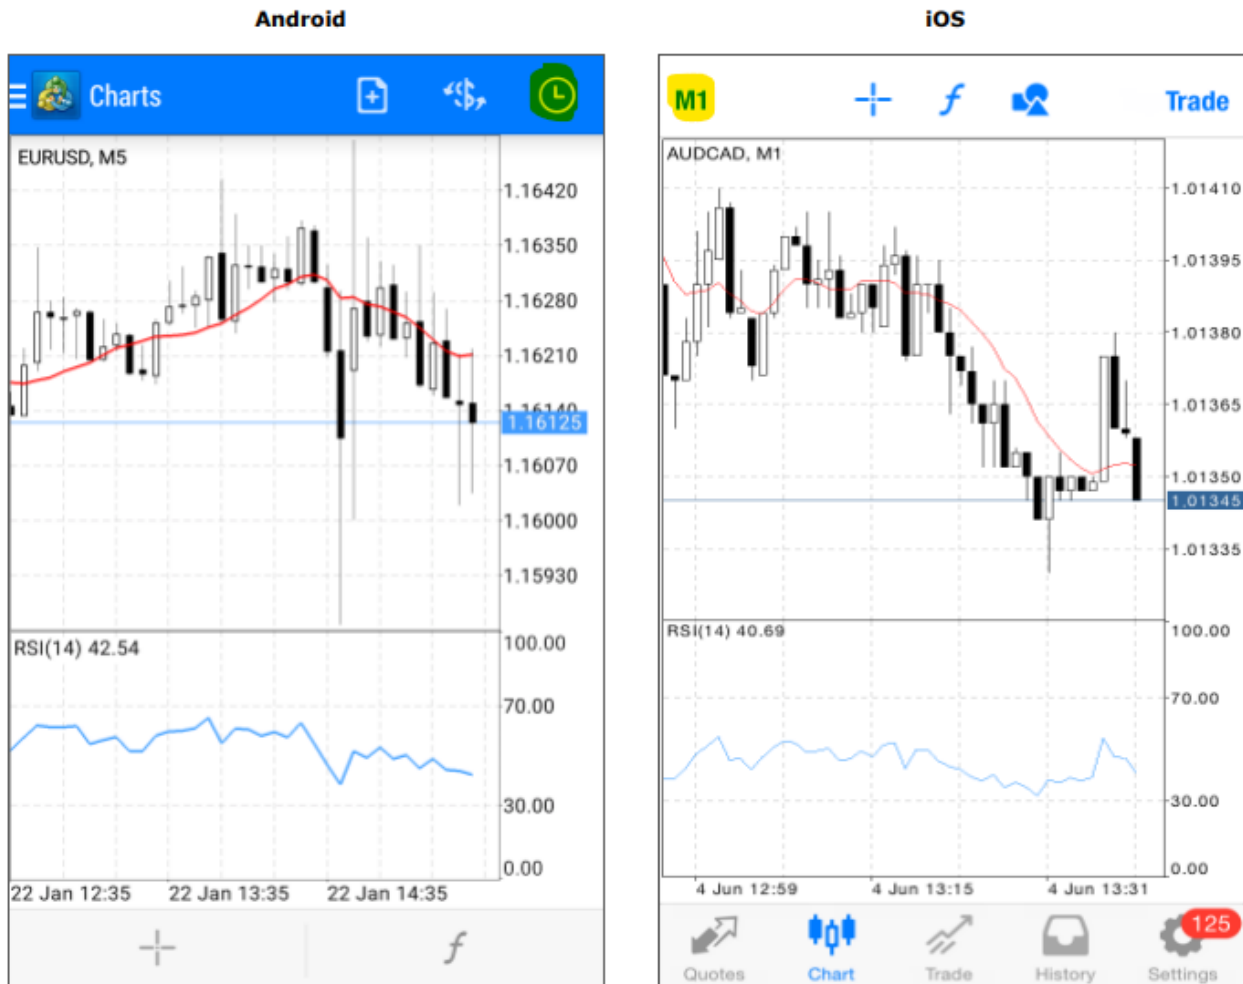 Android
Charts
EURUSD, M5
1.16420
1.16350
1.16280
1.16210
1.16140
1.16125
1.16070
1.16000
1.15930
RSI(14) 42.54
100.00
70.00
30.00
0.00
22 Jan 12:35 22 Jan 13:35 22 Jan 14:35
iOS
M1 Trade
AUDCAD, M1
1.01410
1.01395
1.01380
1.01365
1.01350
1.01345
1.01335
RSI(14) 40.69
100.00
70.00
30.00
0.00
4 Jun 12:59 4 Jun 13:15 4 Jun 13:31
125
Quotes Chart Trade History Settings